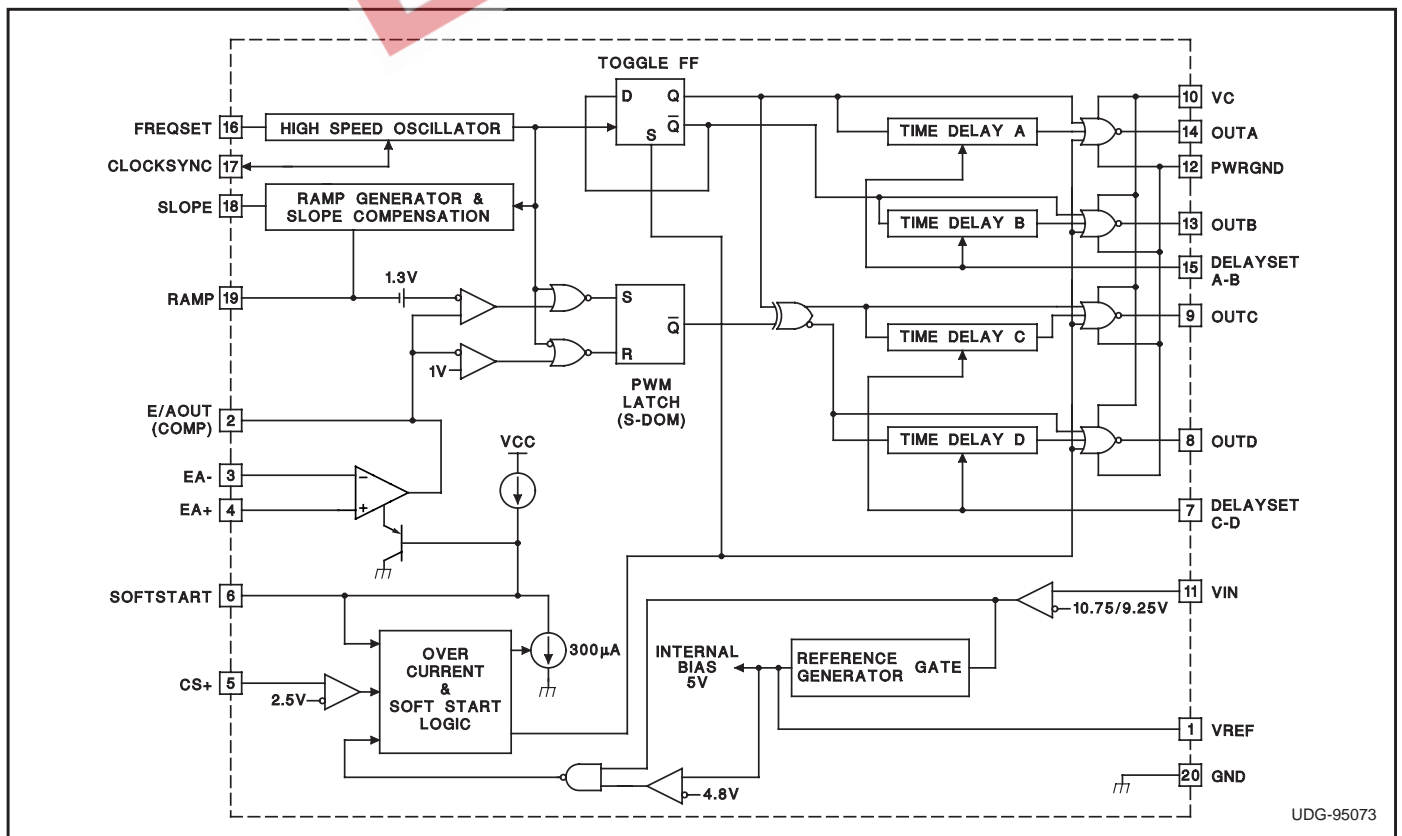 TOGGLE FF
D Q
Q
S
FREQSET 16 HIGH SPEED OSCILLATOR
CLOCKSYNC 17
SLOPE 18 RAMP GENERATOR &
SLOPE COMPENSATION
TIME DELAY A
10 VC
14 OUTA
12 PWRGND
TIME DELAY B
13 OUTB
15 DELAYSET
A-B
1.3V
RAMP 19
S
Q
R
1V
PWM
LATCH
(S-DOM)
TIME DELAY C
9 OUTC
E/AOUT
(COMP) 2
TIME DELAY D
8 OUTD
VCC
EA- 3
−
EA+ 4
+
7 DELAYSET
C-D
SOFTSTART 6
11 VIN
10.75/9.25V
OVER
CURRENT
&
SOFT START
LOGIC
300µA
INTERNAL
BIAS
5V
REFERENCE
GENERATOR GATE
CS+ 5
2.5V
1 VREF
4.8V
20 GND
UDG-95073